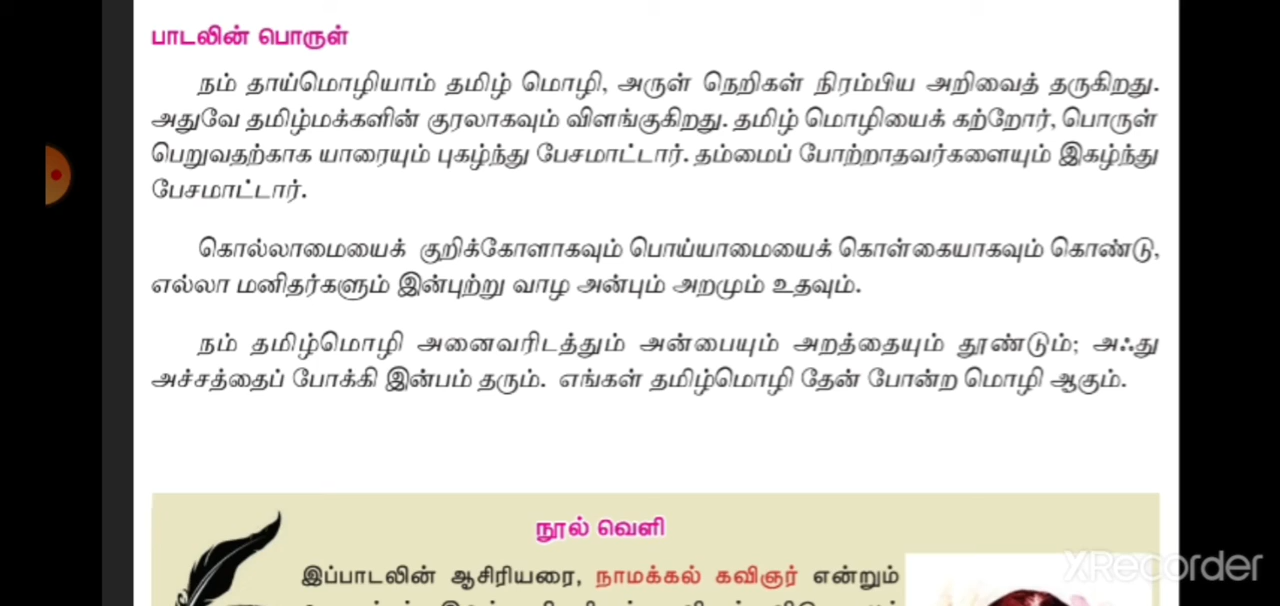 பாடலின் பொருள்
நம் தாய்மொழியாம் தமிழ் மொழி, அருள் நெறிகள் நிரம்பிய அறிவைத் தருகிறது.
அதுவே தமிழ்மக்களின் குரலாகவும் விளங்குகிறது. தமிழ் மொழியைக் கற்றோர், பொருள்
பெறுவதற்காக யாரையும் புகழ்ந்து பேசமாட்டார். தம்மைப் போற்றாதவர்களையும் இகழ்ந்து
பேசமாட்டார்.
கொல்லாமையைக் குறிக்கோளாகவும் பொய்யாமையைக் கொள்கையாகவும் கொண்டு,
எல்லா மனிதர்களும் இன்புற்று வாழ அன்பும் அறமும் உதவும்.
நம் தமிழ்மொழி அனைவரிடத்தும் அன்பையும் அறத்தையும் தூண்டும்; அஃது
அச்சத்தைப் போக்கி இன்பம் தரும். எங்கள் தமிழ்மொழி தேன் போன்ற மொழி ஆகும்.
நூல் வெளி
இப்பாடலின் ஆசிரியரை, நாமக்கல் கவிஞர் என்றும்
XRecorder